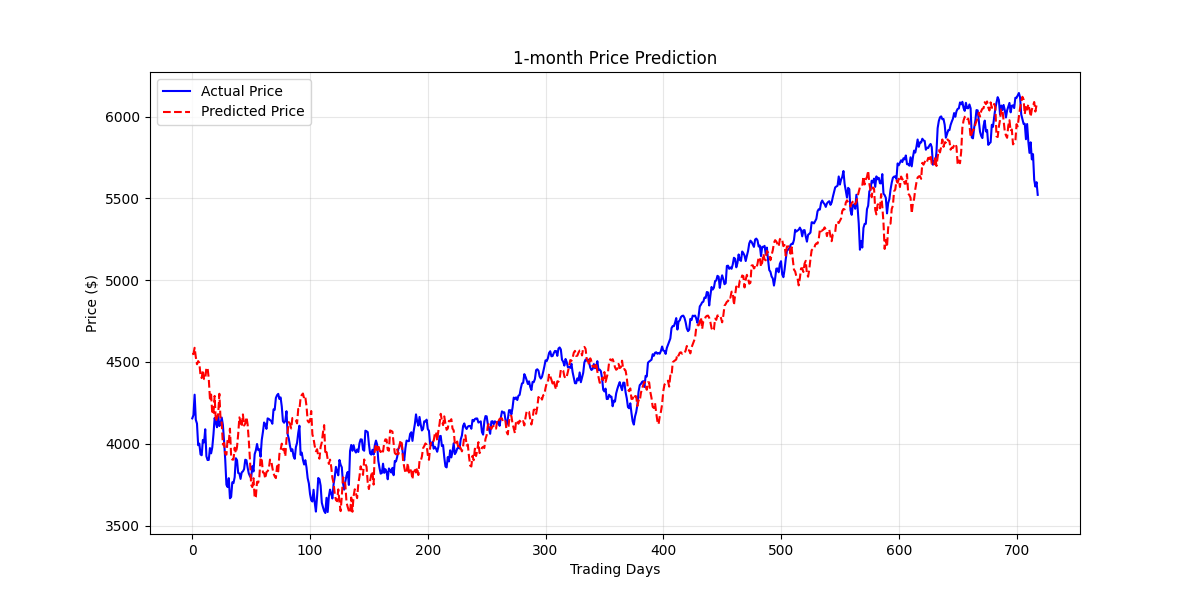 1-month Price Prediction
Actual Price
Predicted Price
6000
5500
5000
4500
4000
3500
Price ($)
0 100 200 300 400 500 600 700
Trading Days